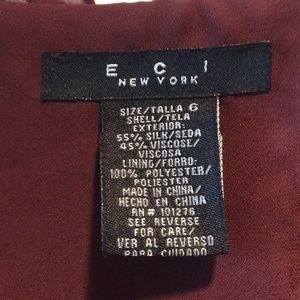 E C I
NEW YORK
SIZE/TALLA 6
SHELL/TELA
EXTERIOR:
55% SILK/SEDA
45% VISCOSE/
VISCOSA
LINING/FORRO:
100% POLYESTER/
POLIESTER
MADE IN CHINA/
HECHO EN CHINA
RN# 101276
SEE REVERSE
FOR CARE/
VER AL REVERSO
PARA CUIDADO